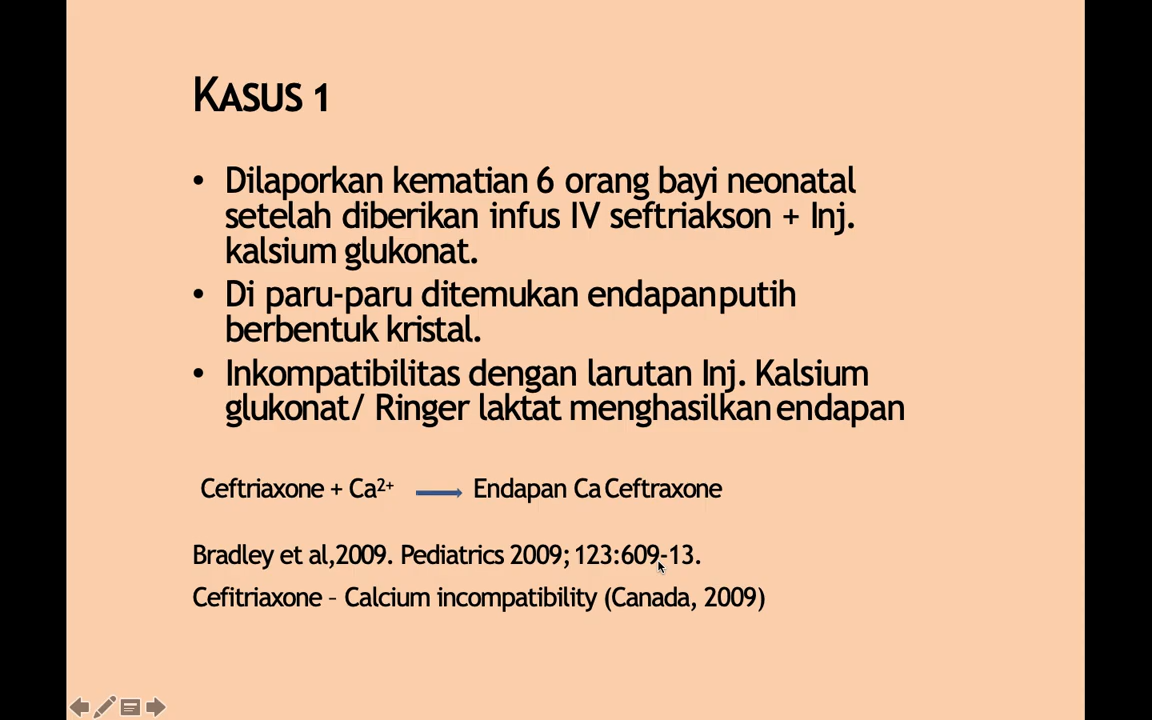 KASUS 1
• Dilaporkan kematian 6 orang bayi neonatal
setelah diberikan infus IV seftriakson + Inj.
kalsium glukonat.
• Di paru-paru ditemukan endapan putih
berbentuk kristal.
• Inkompatibilitas dengan larutan Inj. Kalsium
glukonat/ Ringer laktat menghasilkan endapan
Ceftriaxone + Ca²⁺ → Endapan Ca Ceftraxone
Bradley et al,2009. Pediatrics 2009; 123:609-13.
Cefitriaxone – Calcium incompatibility (Canada, 2009)